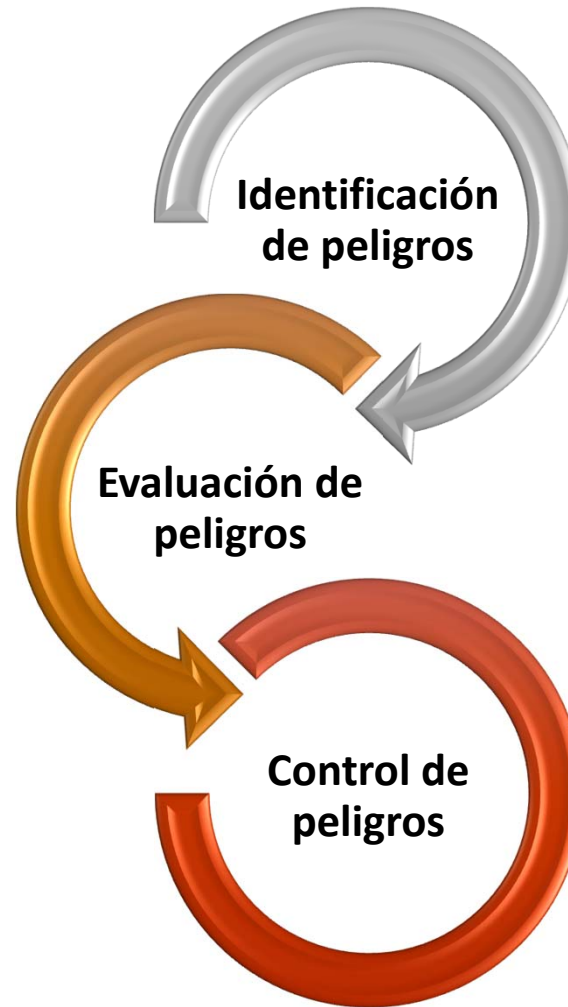 Identificación
de peligros
Evaluación de
peligros
Control de
peligros